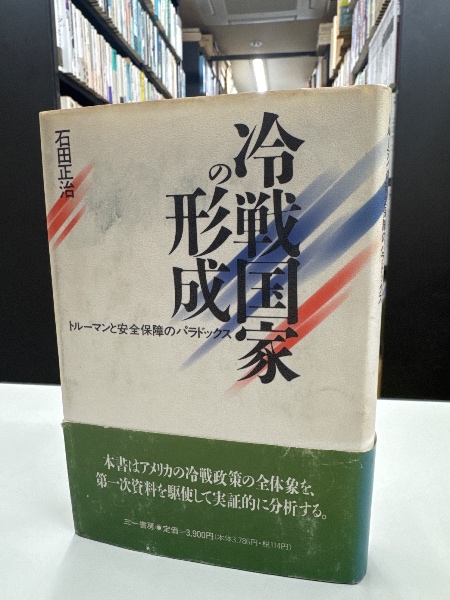 冷戦国家
の形成
トルーマンと安全保障のパラドックス
石田正治
本書はアメリカの冷戦政策の全体象を、
第一次資料を駆使して実証的に分析する。
三一書房●定価=3,900円(本体3,786円・税114円)